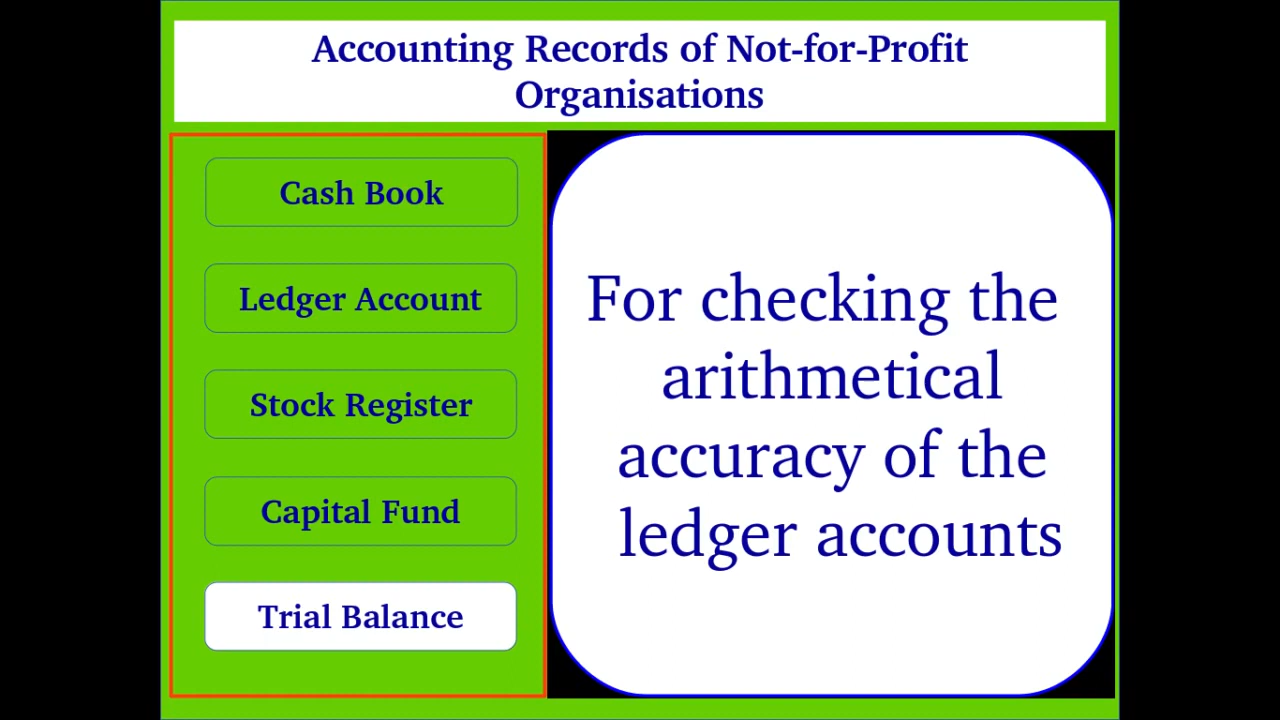 Accounting Records of Not-for-Profit
Organisations
Cash Book
Ledger Account
Stock Register
Capital Fund
Trial Balance
For checking the
arithmetical
accuracy of the
ledger accounts